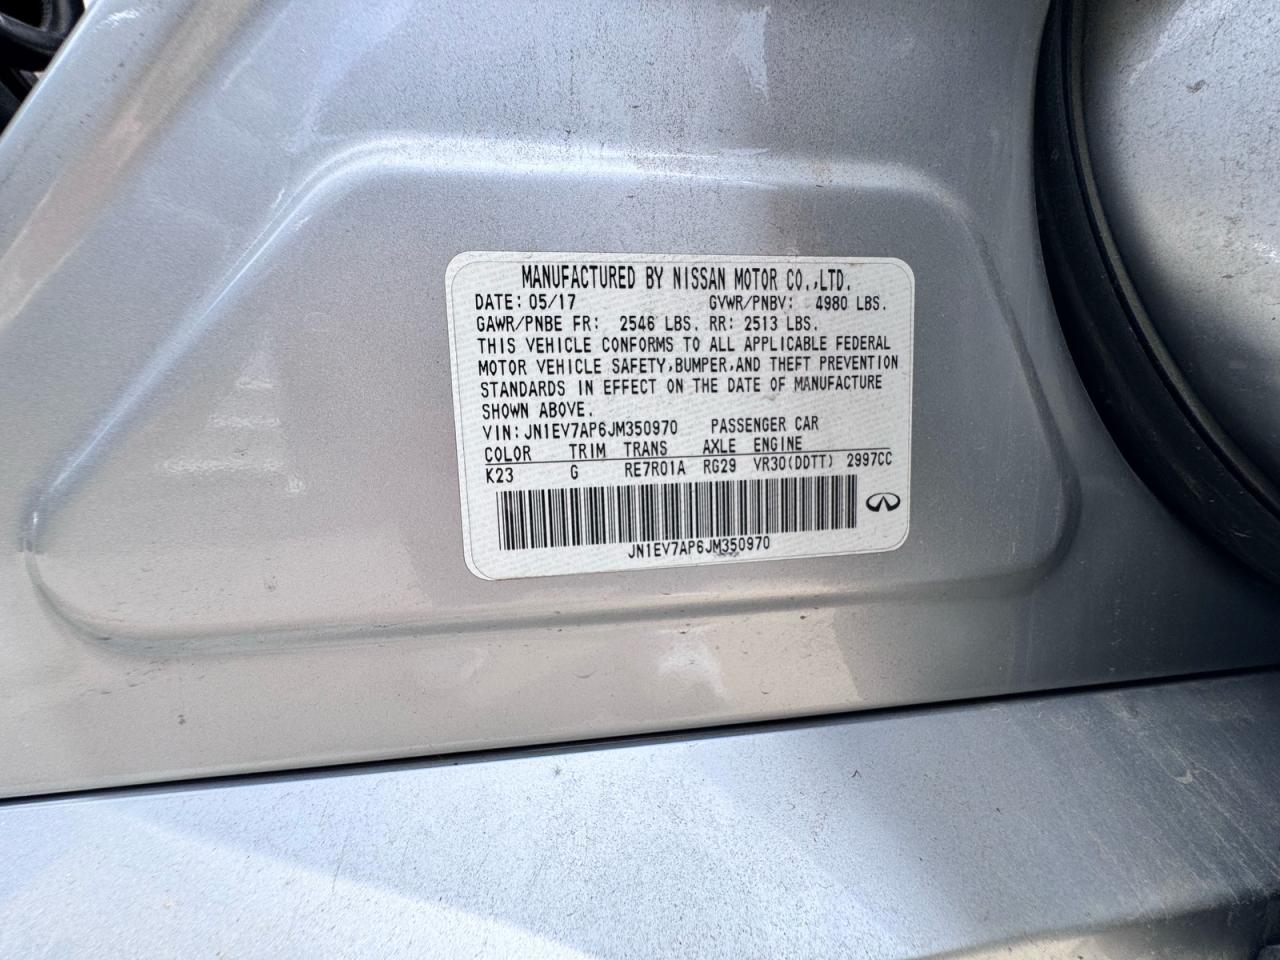 MANUFACTURED BY NISSAN MOTOR CO.,LTD.
DATE: 05/17 GVWR/PNBV: 4980 LBS.
GAWR/PNBE FR: 2546 LBS. RR: 2513 LBS.
THIS VEHICLE CONFORMS TO ALL APPLICABLE FEDERAL
MOTOR VEHICLE SAFETY,BUMPER,AND THEFT PREVENTION
STANDARDS IN EFFECT ON THE DATE OF MANUFACTURE
SHOWN ABOVE.
VIN:JN1EV7AP6JM350970 PASSENGER CAR
COLOR TRIM TRANS AXLE ENGINE
K23 G RE7R01A RG29 VR30(DDTT) 2997CC
JN1EV7AP6JM350970